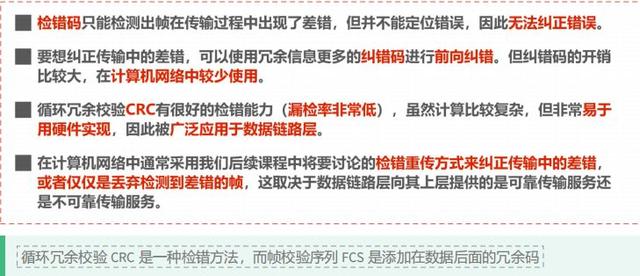 检错码只能检测出帧在传输过程中出现了差错，但并不能定位错误，因此无法纠正错误。
要想纠正传输中的差错，可以使用冗余信息更多的纠错码进行前向纠错。但纠错码的开销
比较大，在计算机网络中较少使用。
循环冗余校验CRC有很好的检错能力（漏检率非常低），虽然计算比较复杂，但非常易于
用硬件实现，因此被广泛应用于数据链路层。
在计算机网络中通常采用我们后续课程中将要讨论的检错重传方式来纠正传输中的差错，
或者仅仅是丢弃检测到差错的帧，这取决于数据链路层向其上层提供的是可靠传输服务还
是不可靠传输服务。
循环冗余校验 CRC 是一种检错方法，而帧校验序列 FCS 是添加在数据后面的冗余码